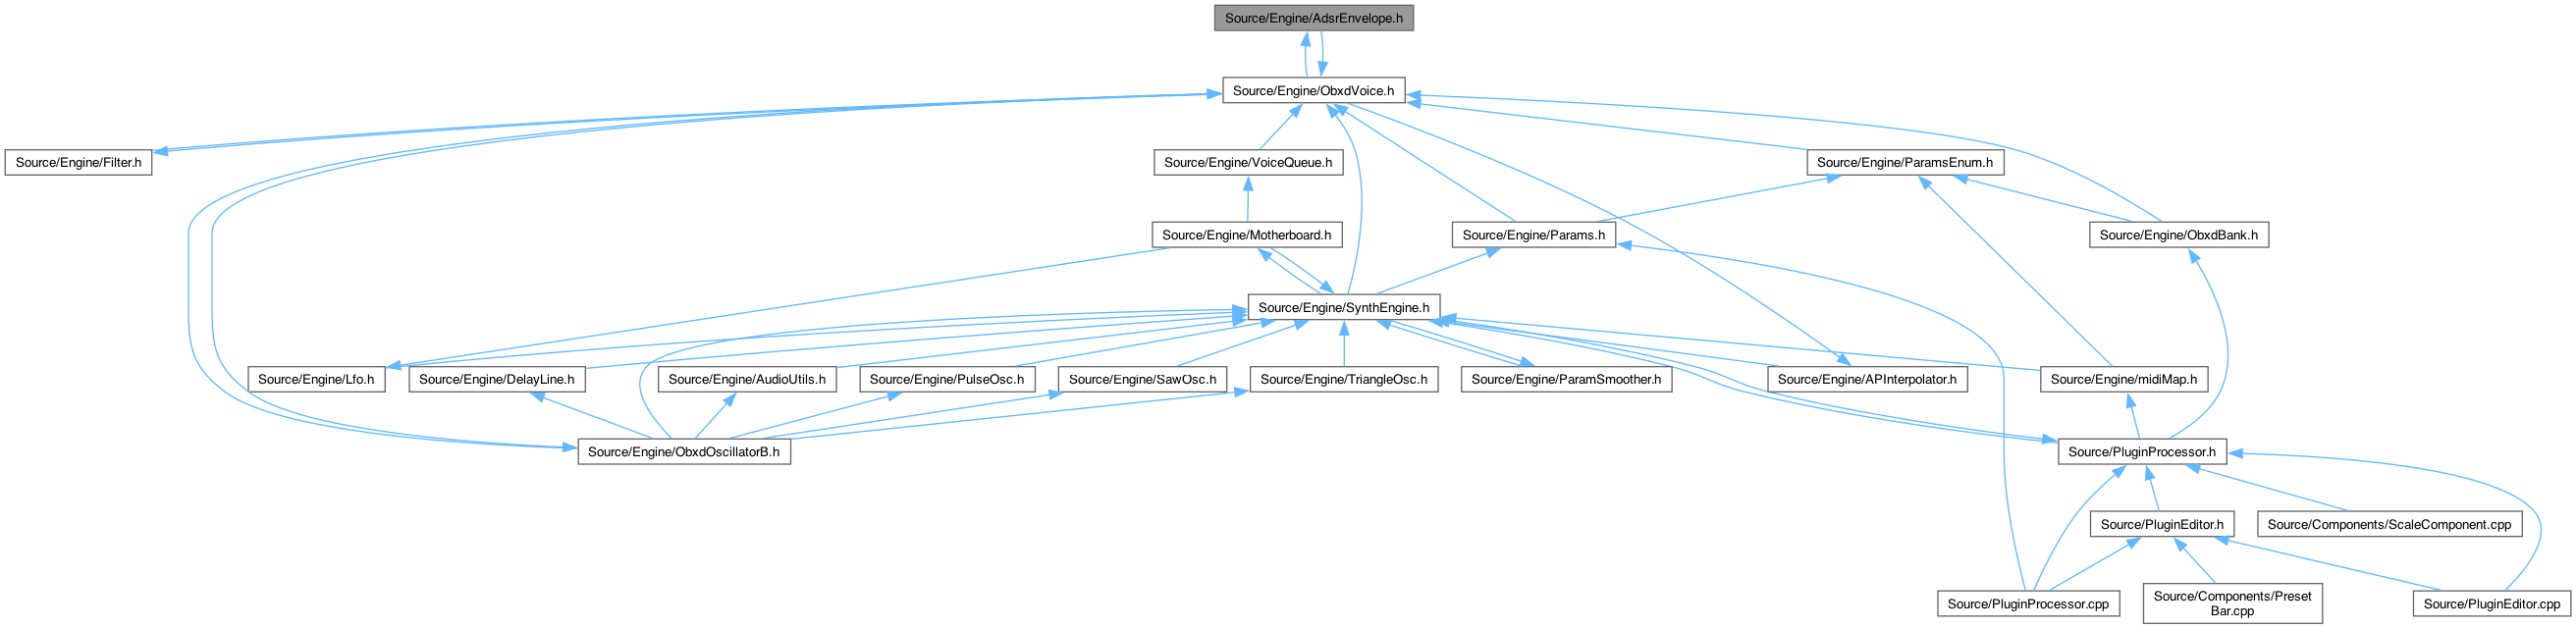 Source/Engine/AdsrEnvelope.h
Source/Engine/ObxdVoice.h
Source/Engine/Filter.h
Source/Engine/VoiceQueue.h
Source/Engine/ParamsEnum.h
Source/Engine/Motherboard.h
Source/Engine/Params.h
Source/Engine/ObxdBank.h
Source/Engine/SynthEngine.h
Source/Engine/Lfo.h
Source/Engine/DelayLine.h
Source/Engine/AudioUtils.h
Source/Engine/PulseOsc.h
Source/Engine/SawOsc.h
Source/Engine/TriangleOsc.h
Source/Engine/ParamSmoother.h
Source/Engine/APInterpolator.h
Source/Engine/midiMap.h
Source/Engine/ObxdOscillatorB.h
Source/PluginProcessor.h
Source/PluginEditor.h
Source/Components/ScaleComponent.cpp
Source/PluginProcessor.cpp
Source/Components/Preset
Bar.cpp
Source/PluginEditor.cpp